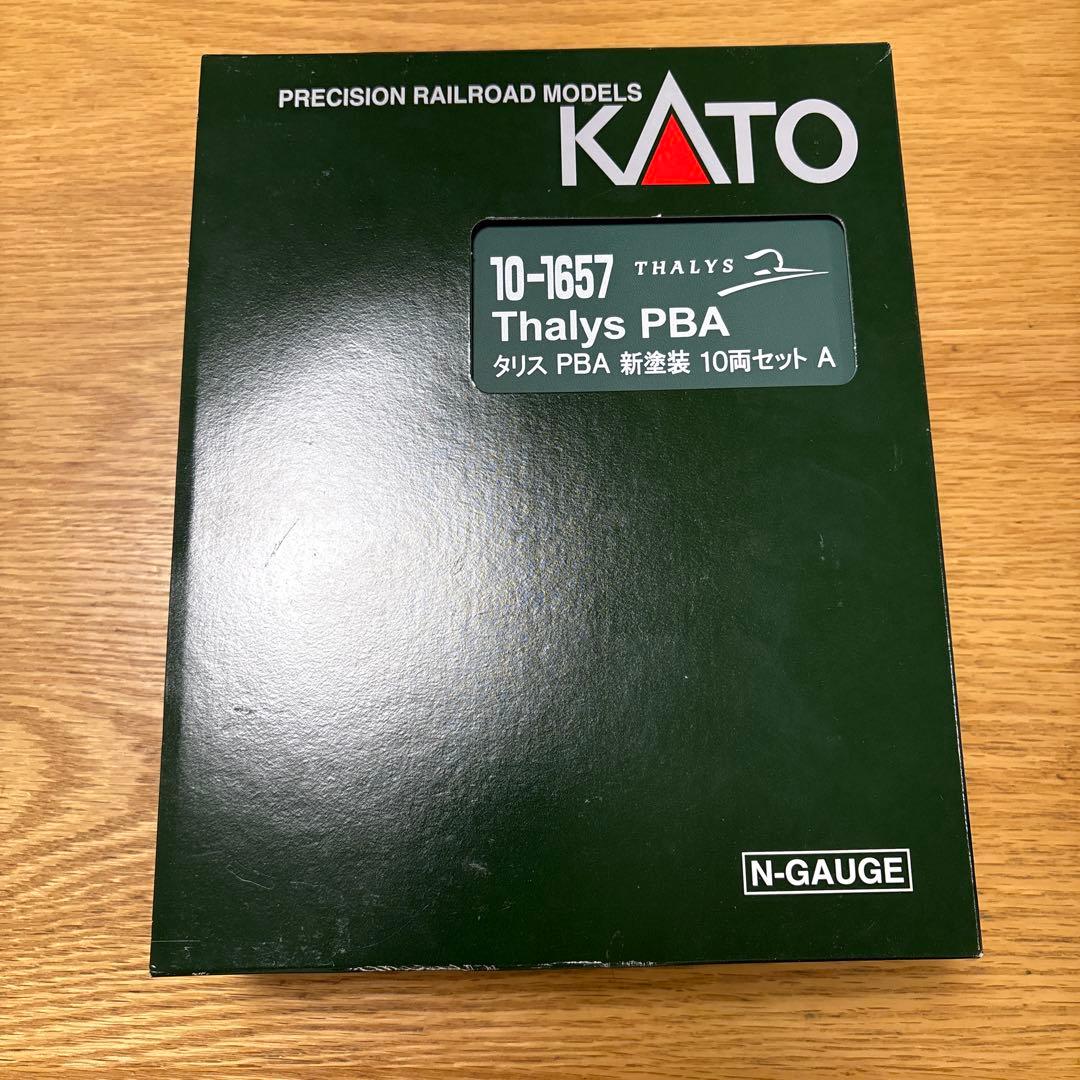 PRECISION RAILROAD MODELS
KATO
10-1657 THALYS
Thalys PBA
タリス PBA 新塗装 10両セット A
N-GAUGE